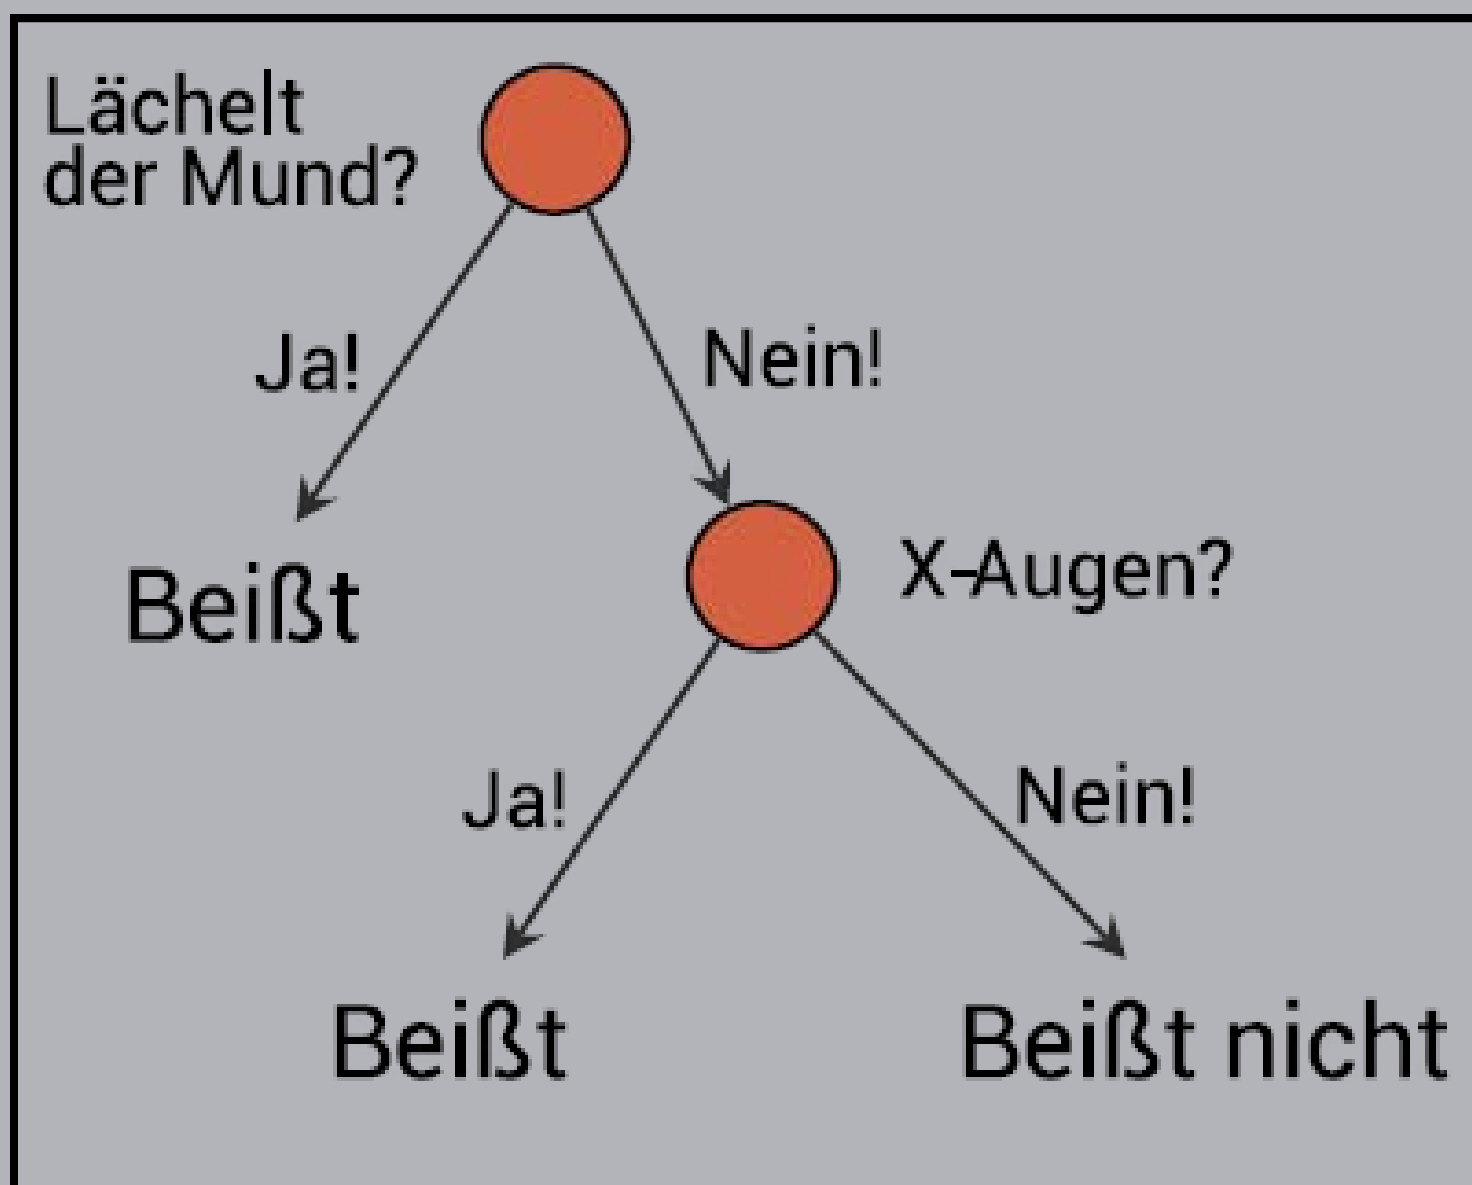 Lächelt
der Mund?
Ja!
Nein!
Beißt
X-Augen?
Ja!
Nein!
Beißt
Beißt nicht